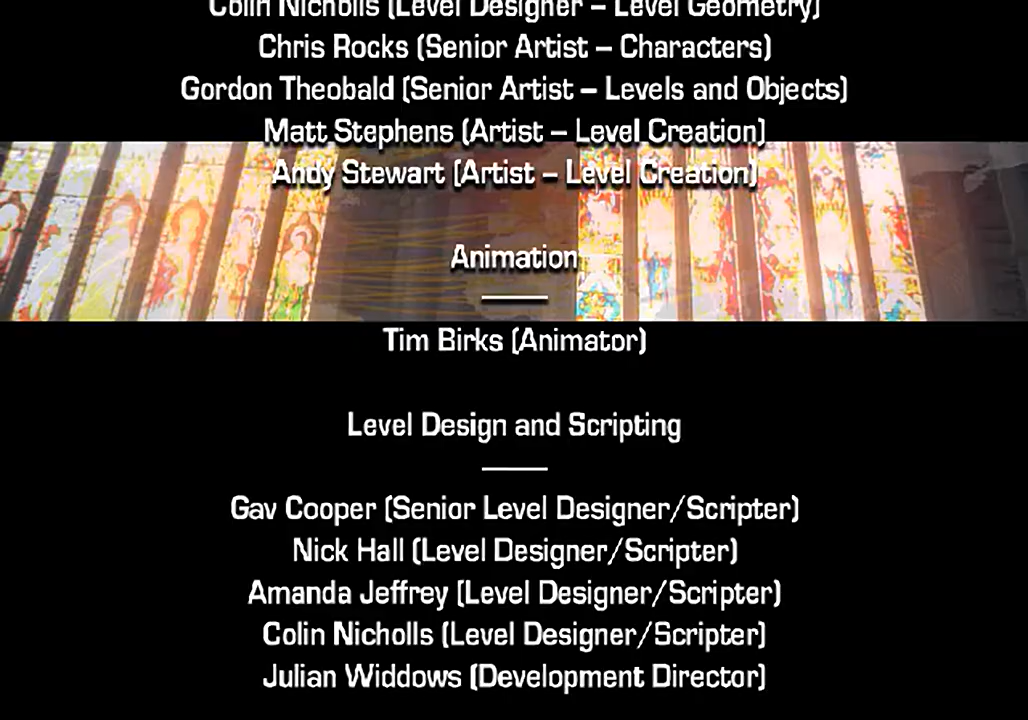 Colin Nicholls (Level Designer – Level Geometry)
Chris Rocks (Senior Artist – Characters)
Gordon Theobald (Senior Artist – Levels and Objects)
Matt Stephens (Artist – Level Creation)
Andy Stewart (Artist – Level Creation)
Animation
Tim Birks (Animator)
Level Design and Scripting
Gav Cooper (Senior Level Designer/Scripter)
Nick Hall (Level Designer/Scripter)
Amanda Jeffrey (Level Designer/Scripter)
Colin Nicholls (Level Designer/Scripter)
Julian Widdows (Development Director)